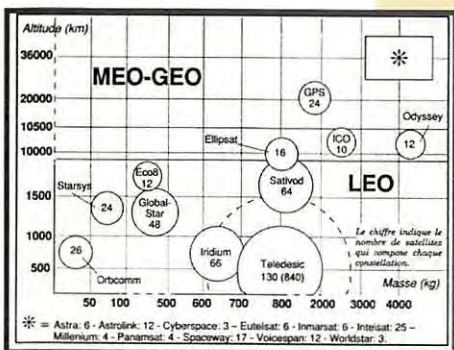 Altitude (km)
36000
MEO-GEO
✳
GPS
24
20000
Odyssey
10500
Ellipsat
ICO
10
12
10000
16
Eco8
12
LEO
Sativod
64
Starsys
1500
24
Global-
Star
48
Le chiffre indique le
nombre de satellites
qui compose chaque
constellation.
1000
26
Iridium
66
Teledesic
130 (840)
500
Orbcomm
Masse (kg)
50 100 500 600 700 800 2000 3000 4000
✳ = Astra: 6 - Astrolink: 12 - Cyberspace: 3 – Eutelsat: 6 - Inmarsat: 6 - Intelsat: 25 –
Millenium: 4 - Panamsat: 4 - Spaceway: 17 - Voicespan: 12 - Worldstar: 3.